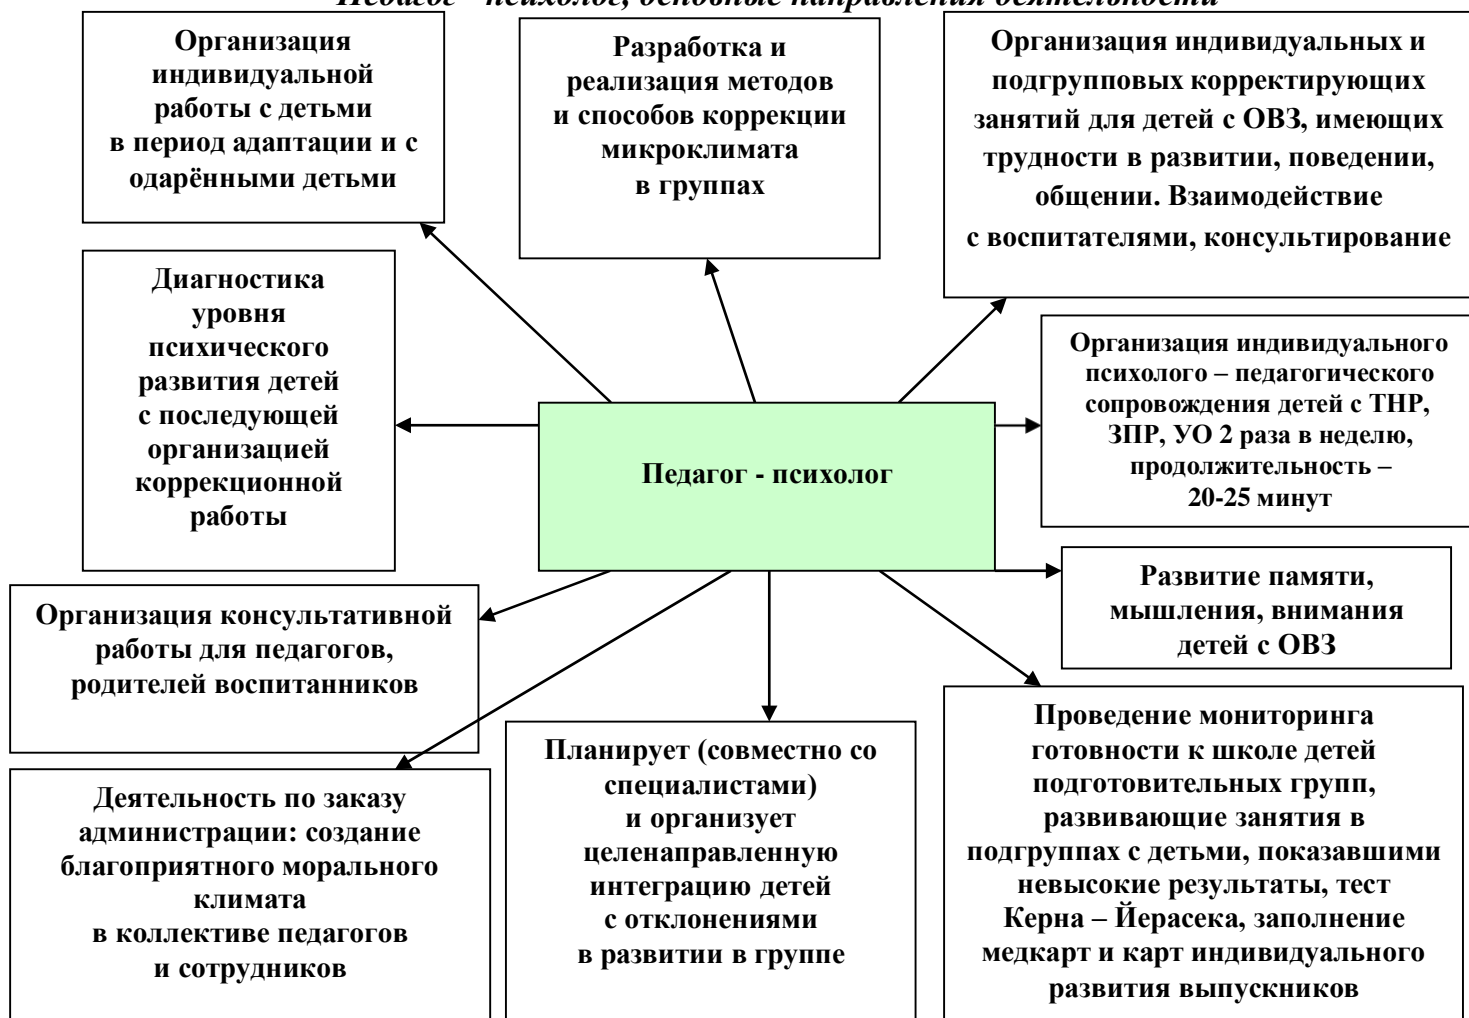 Педагог - психолог, основные направления деятельности
Организация
индивидуальной
работы с детьми
в период адаптации и с
одарёнными детьми
Разработка и
реализация методов
и способов коррекции
микроклимата
в группах
Организация индивидуальных и
подгрупповых корректирующих
занятий для детей с ОВЗ, имеющих
трудности в развитии, поведении,
общении. Взаимодействие
с воспитателями, консультирование
Диагностика
уровня
психического
развития детей
с последующей
организацией
коррекционной
работы
Организация индивидуального
психолого – педагогического
сопровождения детей с ТНР,
ЗПР, УО 2 раза в неделю,
продолжительность –
20-25 минут
Педагог - психолог
Развитие памяти,
мышления, внимания
детей с ОВЗ
Организация консультативной
работы для педагогов,
родителей воспитанников
Деятельность по заказу
администрации: создание
благоприятного морального
климата
в коллективе педагогов
и сотрудников
Планирует (совместно со
специалистами)
и организует
целенаправленную
интеграцию детей
с отклонениями
в развитии в группе
Проведение мониторинга
готовности к школе детей
подготовительных групп,
развивающие занятия в
подгруппах с детьми, показавшими
невысокие результаты, тест
Керна – Йерасека, заполнение
медкарт и карт индивидуального
развития выпускников